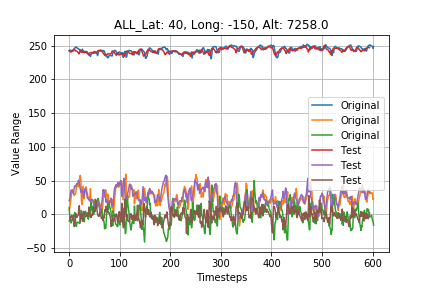 ALL_Lat: 40, Long: -150, Alt: 7258.0
250
200
150
100
50
0
−50
Value Range
Original
Original
Original
Test
Test
Test
0 100 200 300 400 500 600
Timesteps